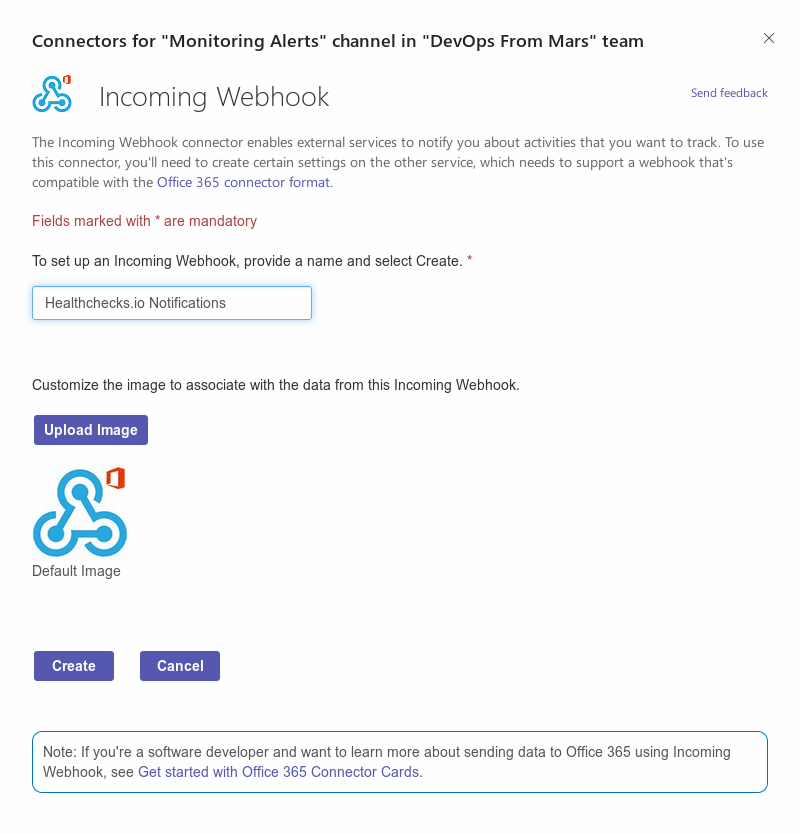 Connectors for "Monitoring Alerts" channel in "DevOps From Mars" team
Incoming Webhook
Send feedback
The Incoming Webhook connector enables external services to notify you about activities that you want to track. To use
this connector, you'll need to create certain settings on the other service, which needs to support a webhook that's
compatible with the Office 365 connector format.
Fields marked with * are mandatory
To set up an Incoming Webhook, provide a name and select Create. *
Healthchecks.io Notifications
Customize the image to associate with the data from this Incoming Webhook.
Upload Image
Default Image
Create
Cancel
Note: If you're a software developer and want to learn more about sending data to Office 365 using Incoming
Webhook, see Get started with Office 365 Connector Cards.